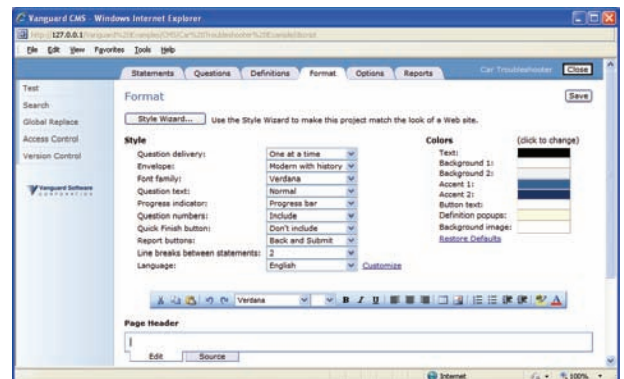 Vanguard CMS - Windows Internet Explorer
http://127.0.0.1/
File Edit View Favorites Tools Help
Statements Questions Definitions Format Options Reports Car Troubleshooter Close
Test
Search
Global Replace
Access Control
Version Control
Vanguard Software
CORPORATION
Format Save
Style Wizard... Use the Style Wizard to make this project match the look of a Web site.
Style Colors (click to change)
Question delivery: One at a time Text:
Envelope: Modern with history Background 1:
Font family: Verdana Background 2:
Question text: Normal Accent 1:
Progress indicator: Progress bar Accent 2:
Question numbers: Include Button text:
Quick Finish button: Don't include Definition popups:
Report buttons: Back and Submit Background image:
Line breaks between statements: 2 Restore Defaults
Language: English Customize
Verdana B I U A
Page Header
Edit Source
Internet 100%